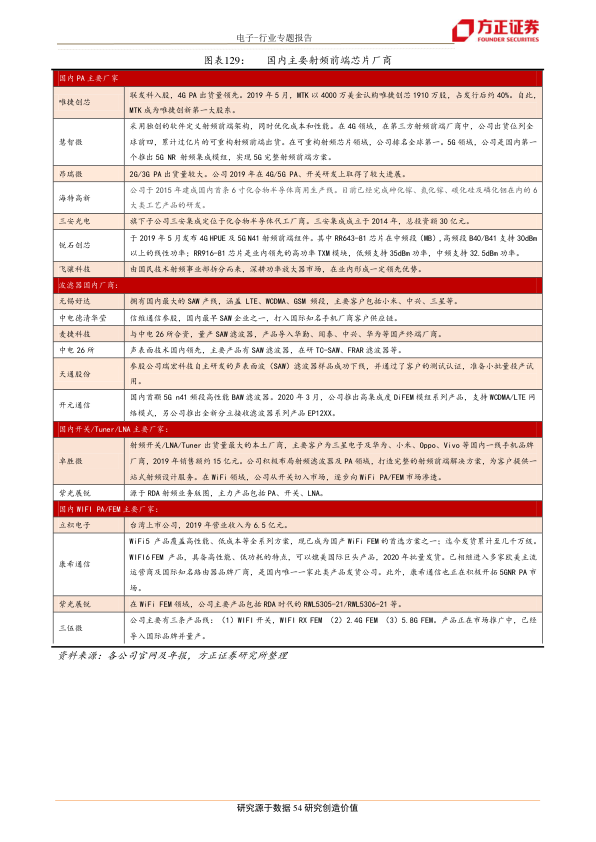 电子-行业专题报告
方正证券
FOUNDER SECURITIES
图表129： 国内主要射频前端芯片厂商
国内 PA 主要厂家
唯捷创芯
联发科入股，4G PA 出货量领先。2019 年 5 月，MTK 以 4000 万美金认购唯捷创芯 1910 万股，占发行后约 40%。自此，
MTK 成为唯捷创新第一大股东。
慧智微
采用独创的软件定义射频前端架构，同时优化成本和性能。在 4G 领域，在第三方射频前端厂商中，公司出货位列全
球前四，累计过亿片的可重构射频前端出货。在可重构射频芯片领域，公司排名全球第一。5G 领域，公司是国内第一
个推出 5G NR 射频集成模组，实现 5G 完整射频前端方案。
昂瑞微
2G/3G PA 出货量较大。公司 2019 年在 4G/5G PA、开关研发上取得了较大进展。
海特高新
公司于 2015 年建成国内首条 6 寸化合物半导体商用生产线。目前已经完成砷化镓、氮化镓、碳化硅及磷化铟在内的 6
大类工艺产品的研发。
三安光电
旗下子公司三安集成定位于化合物半导体代工厂商。三安集成成立于 2014 年，总投资额 30 亿元。
锐石创芯
于 2019 年 5 月发布 4G HPUE 及 5G N41 射频前端组件。其中 RR643-81 芯片在中频段（MB）、高频段 B40/B41 支持 30dBm
以上的线性功率；RR916-81 芯片是业内领先的高功率 TXM 模块，低频支持 35dBm 功率，中频支持 32.5dBm 功率。
飞骧科技
由国民技术射频事业部拆分而来，深耕功率放大器市场，在业内形成一定领先优势。
滤波器国内厂商：
无锡好达
拥有国内最大的 SAW 产线，涵盖 LTE、WCDMA、GSM 频段，主要客户包括小米、中兴、三星等。
中电德清华莹
信维通信参股，国内最早 SAW 企业之一，打入国际知名手机厂商客户供应链。
麦捷科技
与中电 26 所合资，量产 SAW 滤波器，产品导入华勤、闻泰、中兴、华为等国产终端厂商。
中电 26 所
声表面技术国内领先，主要产品有 SAW 滤波器，在研 TC-SAW、FBAR 滤波器等。
天通股份
参股公司瑞宏科技自主研发的声表面波（SAW）滤波器样品成功下线，并通过了客户的测试认证，准备小批量投产试
用。
开元通信
国内首颗 5G n41 频段高性能 BAW 滤波器。2020 年 3 月，公司推出高集成度 DiFEM 模组系列产品，支持 WCDMA/LTE 网
络模式，另公司推出全新分立接收滤波器系列产品 EP12XX。
国内开关/Tuner/LNA 主要厂家：
卓胜微
射频开关/LNA/Tuner 出货量最大的本土厂商，主要客户为三星电子及华为、小米、Oppo、Vivo 等国内一线手机品牌
厂商，2019 年销售额约 15 亿元。公司积极布局射频滤波器及 PA 领域，打造完整的射频前端解决方案，为客户提供一
站式射频设计服务。在 WiFi 领域，公司从开关切入市场，逐步向 WiFi PA/FEM 市场渗透。
紫光展锐
源于 RDA 射频业务版图，主力产品包括 PA、开关、LNA。
国内 WIFI PA/FEM 主要厂家：
立积电子
台湾上市公司，2019 年营业收入为 6.5 亿元。
康希通信
WiFi5 产品覆盖高性能、低成本等全系列方案，现已成为国产 WiFi FEM 的首选方案之一；迄今发货累计至几千万级。
WIFI6 FEM 产品，具备高性能、低功耗的特点，可以媲美国际巨头产品，2020 年批量发货。已相继进入多家欧美主流
运营商及国际知名路由器品牌厂商，是国内唯一一家此类产品发货公司。此外，康希通信也正在积极开拓 5GNR PA 市
场。
紫光展锐
在 WiFi FEM 领域，公司主要产品包括 RDA 时代的 RWL5305-21/RWL5306-21 等。
三伍微
公司主要有三条产品线：（1）WIFI 开关，WIFI RX FEM （2）2.4G FEM （3）5.8G FEM。产品正在市场推广中，已经
导入国际品牌并量产。
资料来源：各公司官网及年报，方正证券研究所整理
研究源于数据 54 研究创造价值